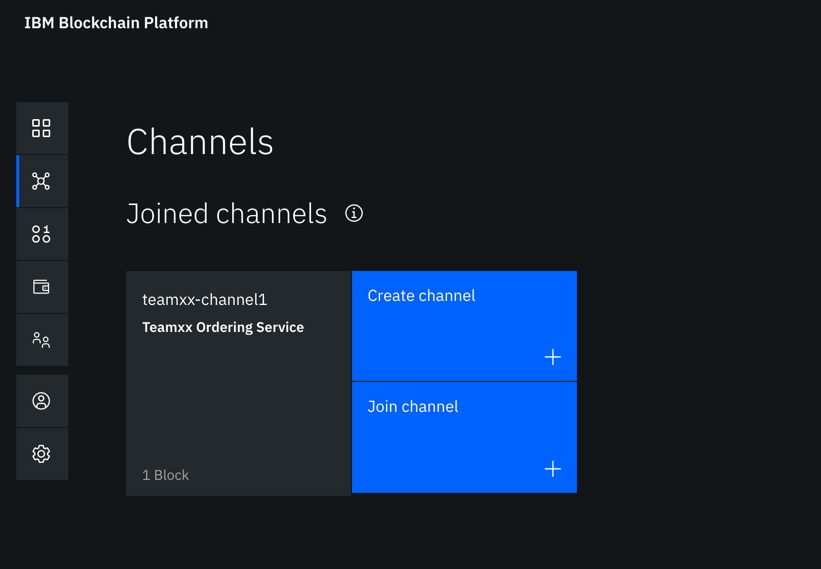 IBM Blockchain Platform
Channels
Joined channels
teamxx-channel1
Teamxx Ordering Service
1 Block
Create channel
Join channel